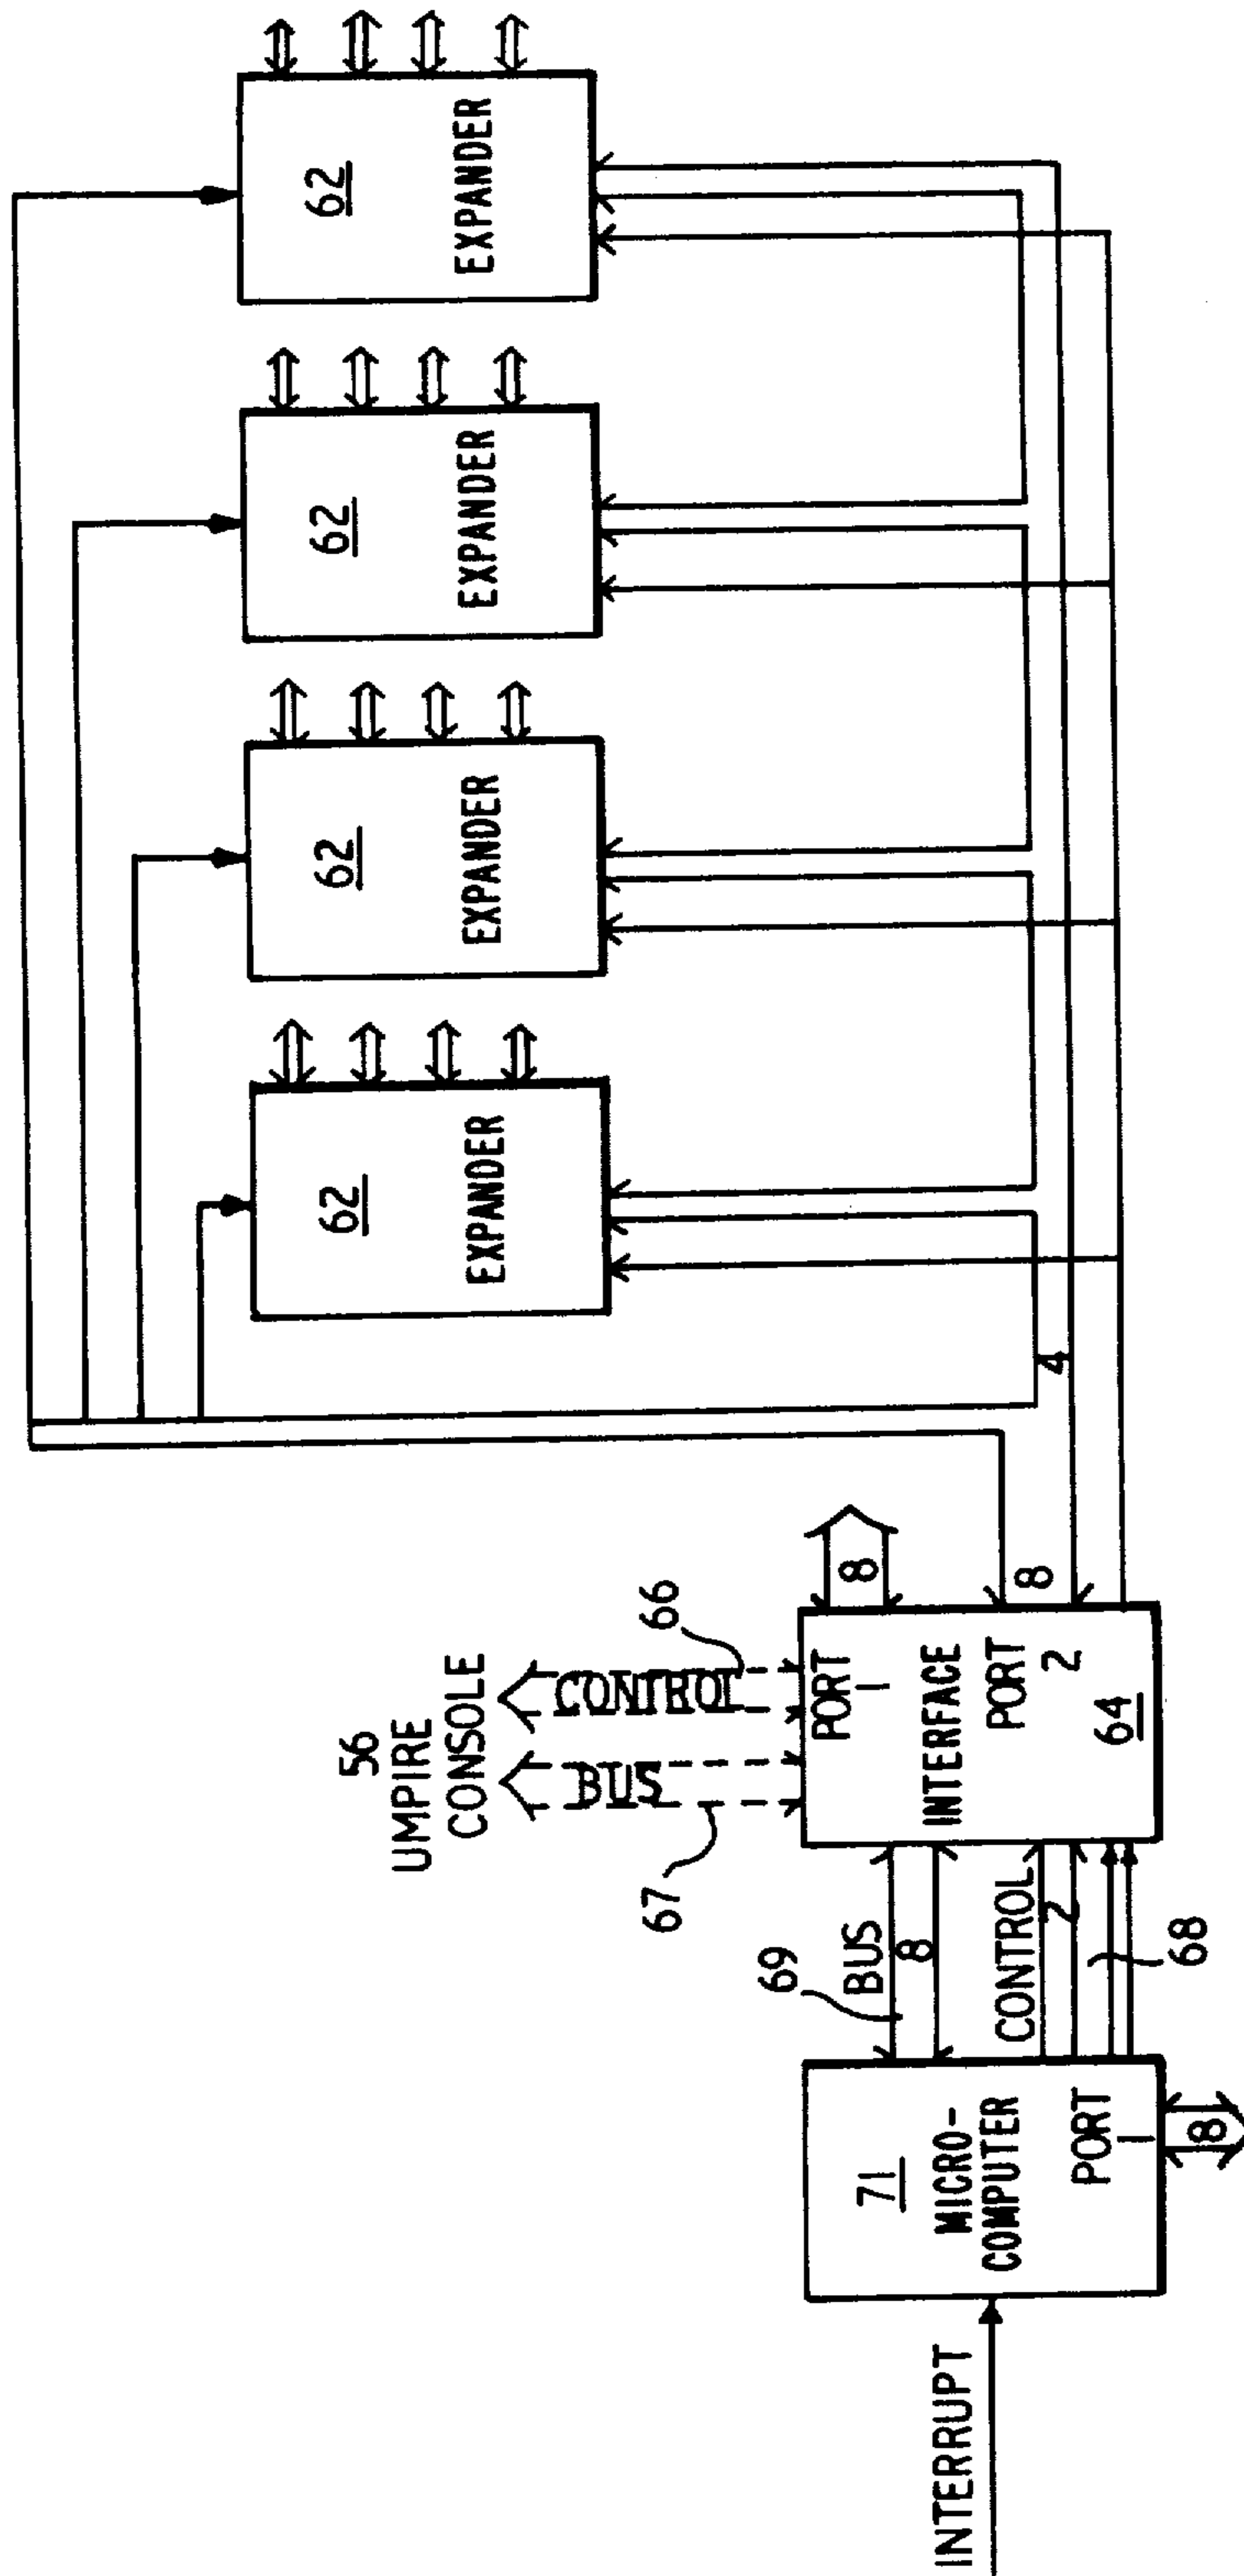 INTERRUPT
71
MICRO-
COMPUTER
PORT
1
8
69
BUS
8
CONTROL
2
68
56
UMPIRE
CONSOLE
67
BUS
CONTROL
66
PORT
1
INTERFACE
PORT
2
64
8
8
4
62
EXPANDER
62
EXPANDER
62
EXPANDER
62
EXPANDER